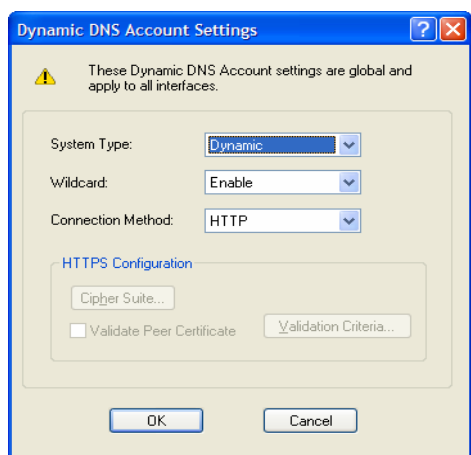 Dynamic DNS Account Settings
These Dynamic DNS Account settings are global and
apply to all interfaces.
System Type: Dynamic
Wildcard: Enable
Connection Method: HTTP
HTTPS Configuration
Cipher Suite...
Validate Peer Certificate Validation Criteria...
OK Cancel